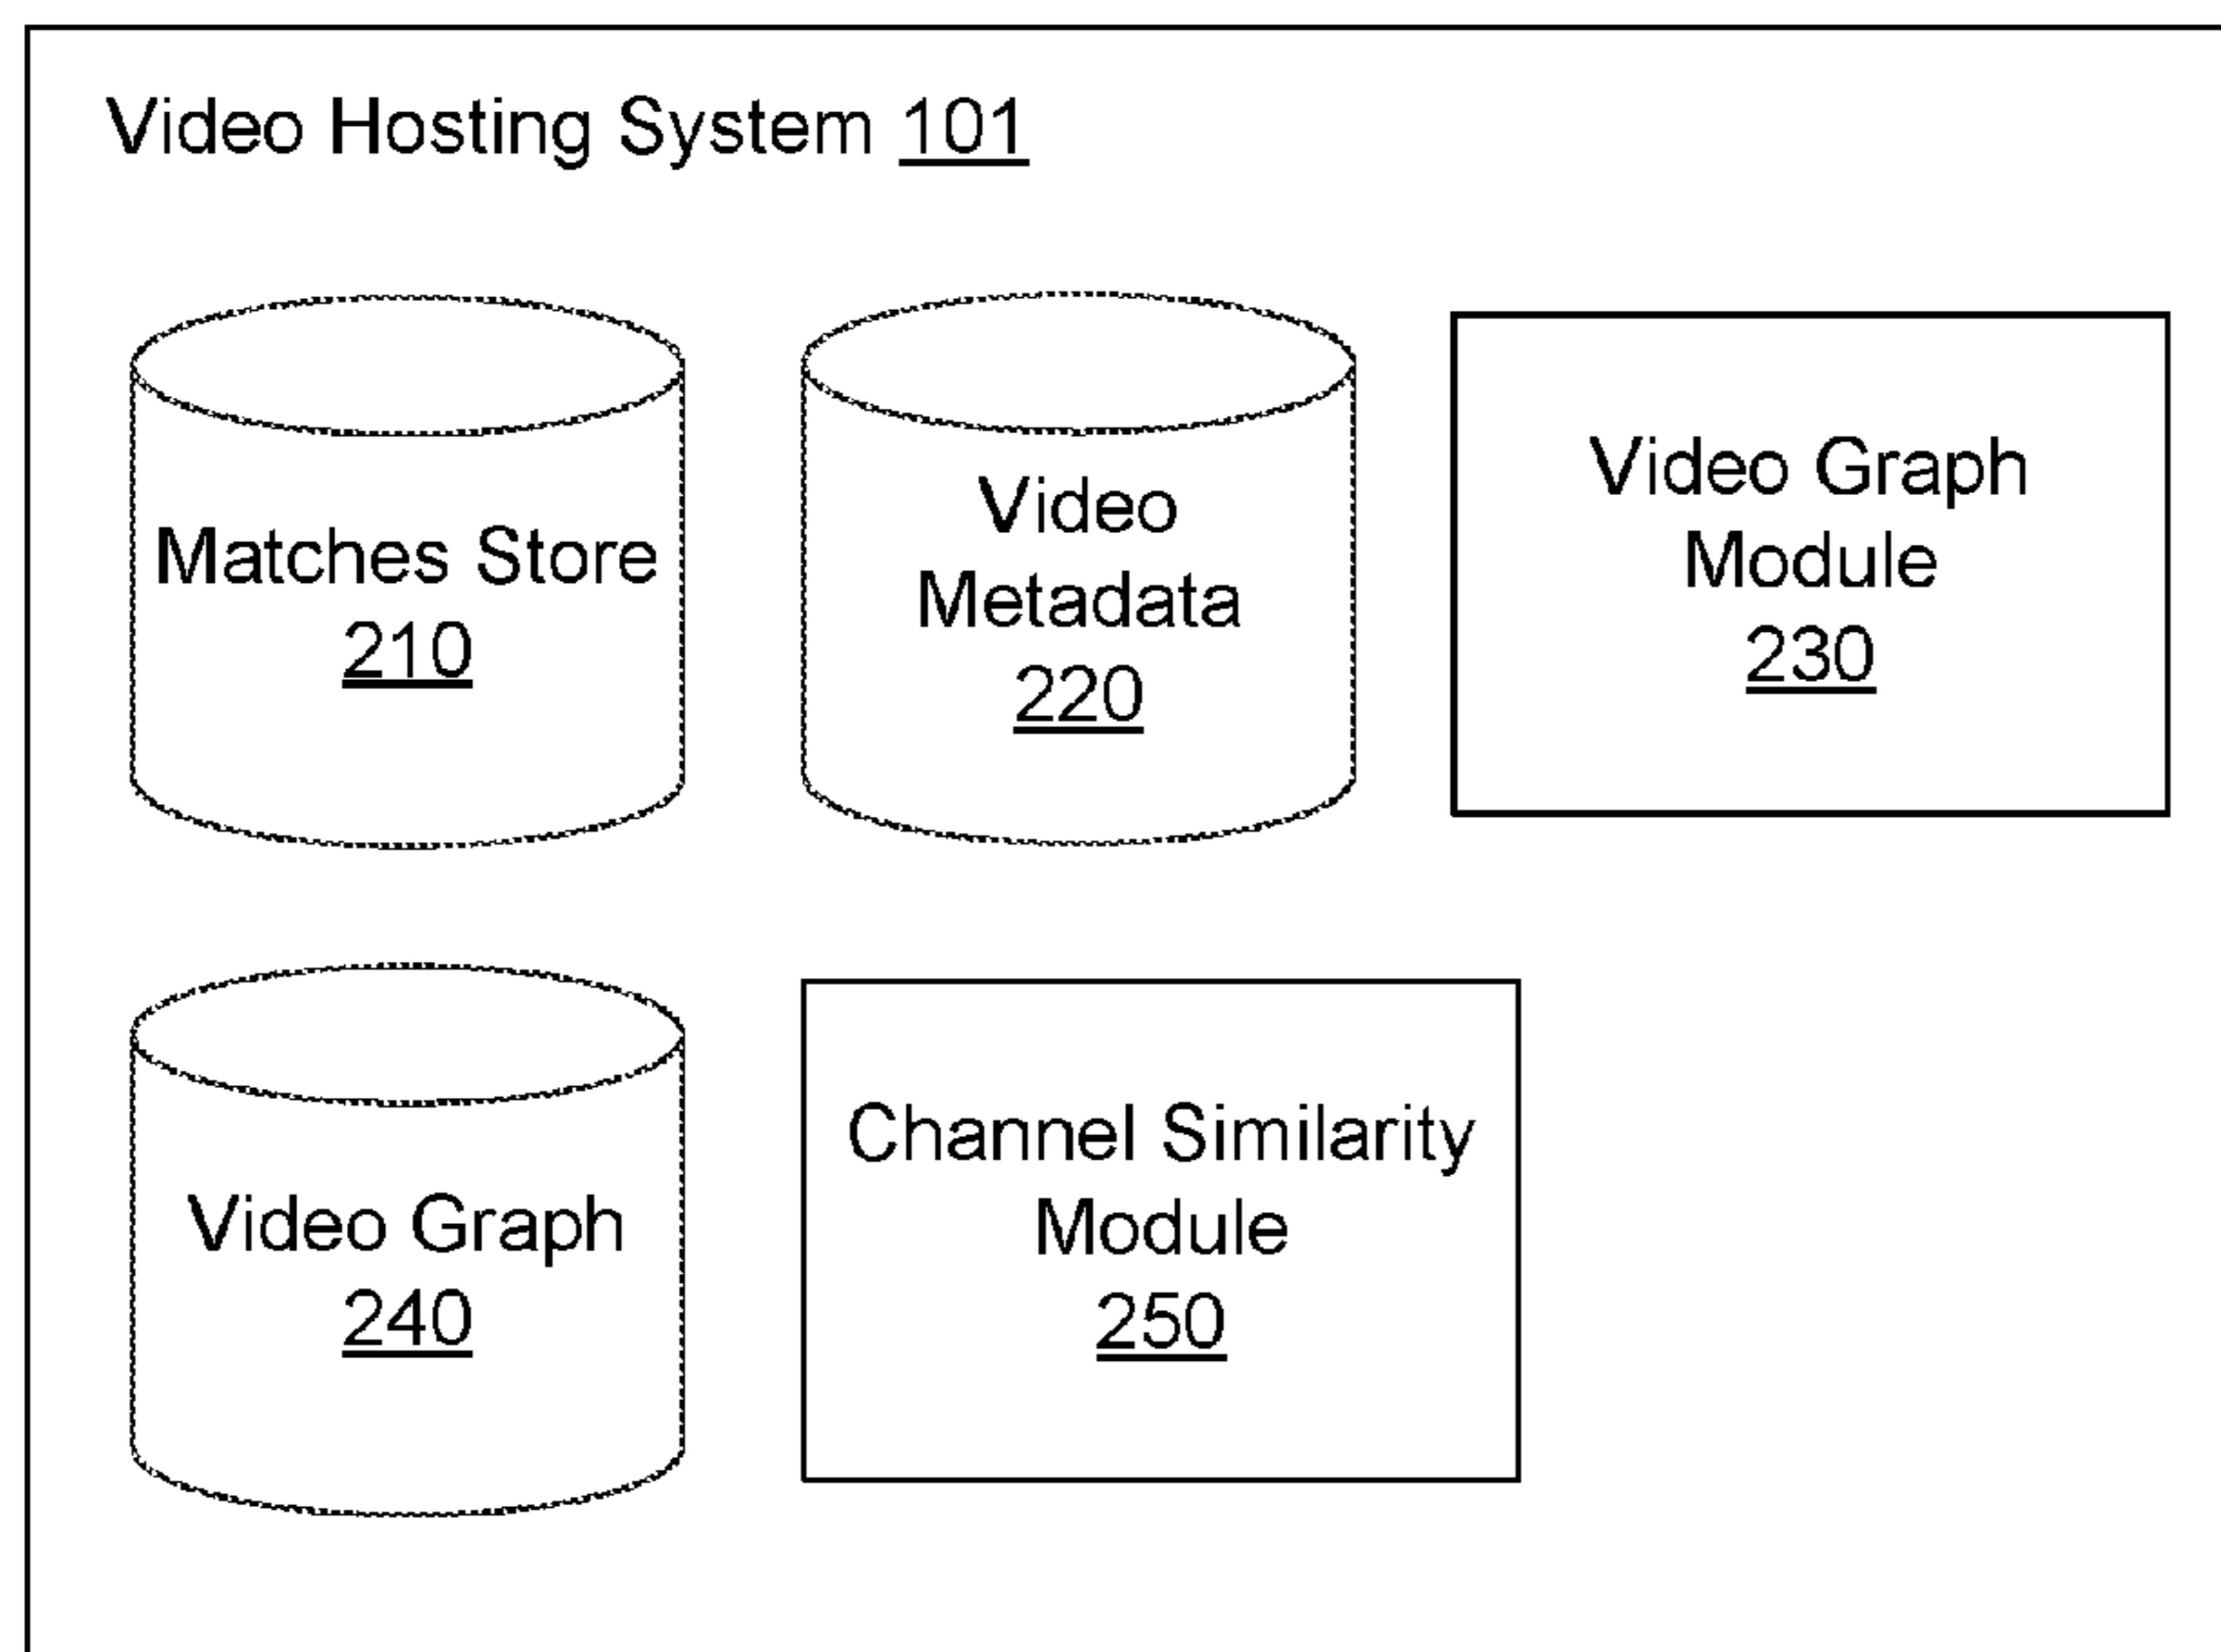 Video Hosting System 101
Matches Store
210
Video
Metadata
220
Video Graph
Module
230
Video Graph
240
Channel Similarity
Module
250